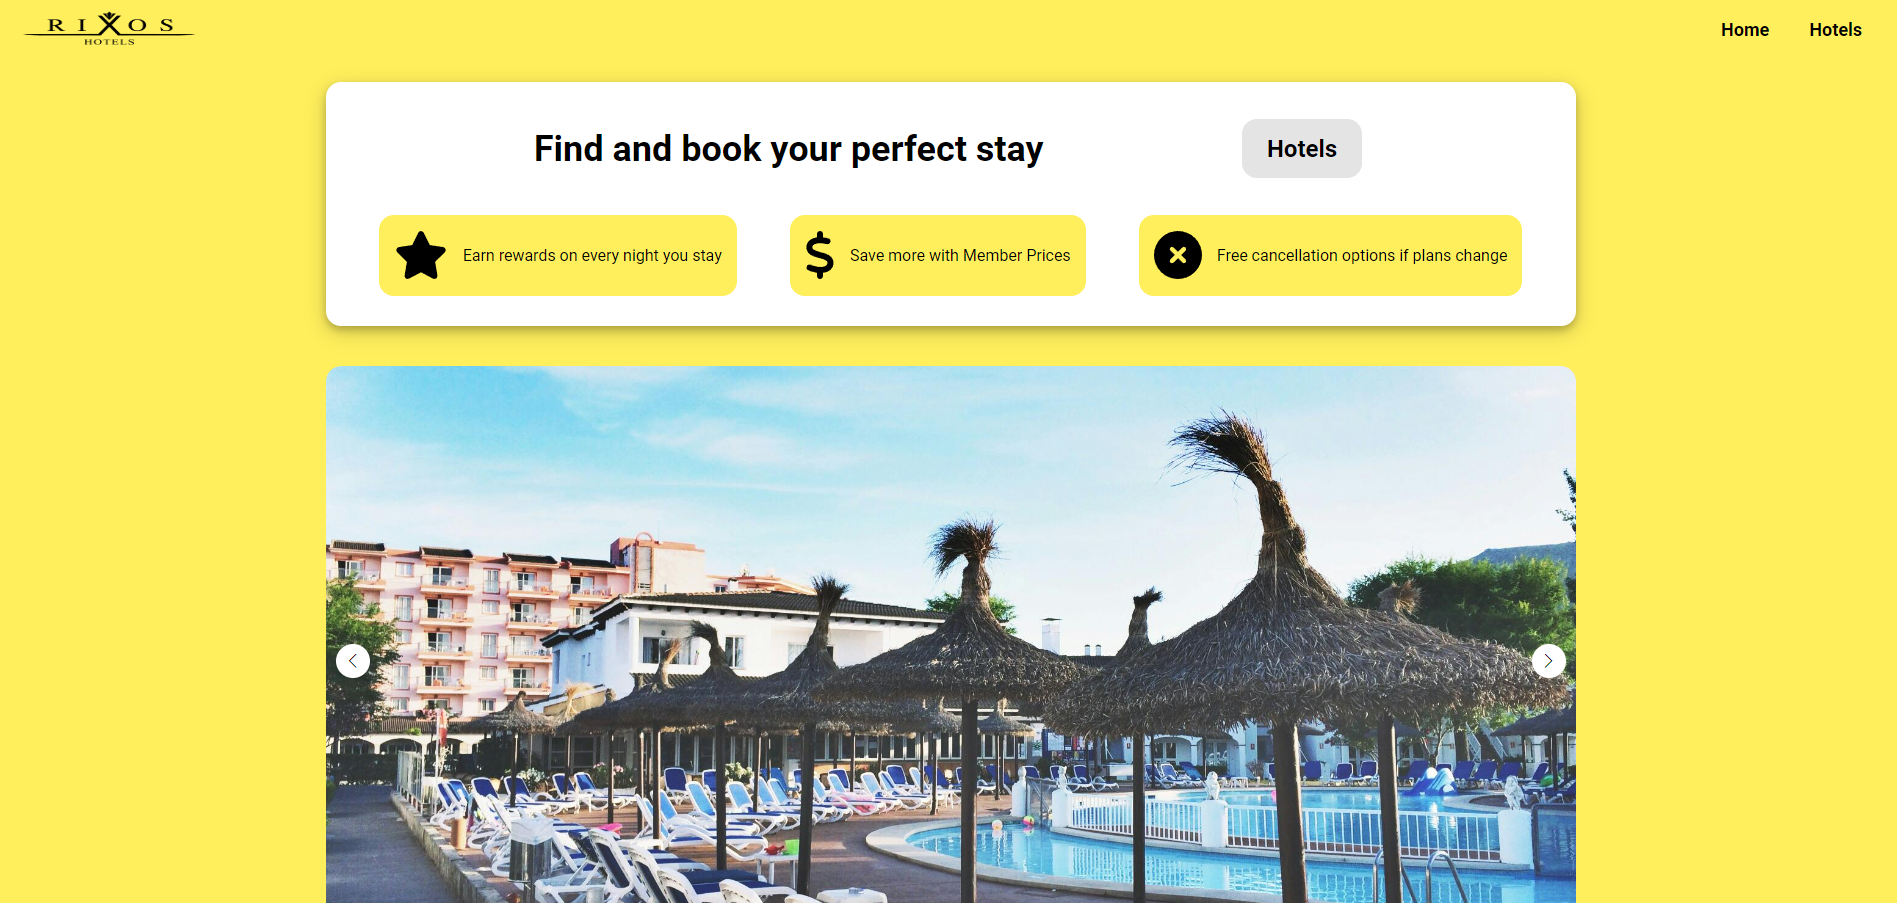 RIXOS
HOTELS
Home
Hotels
Find and book your perfect stay
Hotels
Earn rewards on every night you stay
Save more with Member Prices
Free cancellation options if plans change